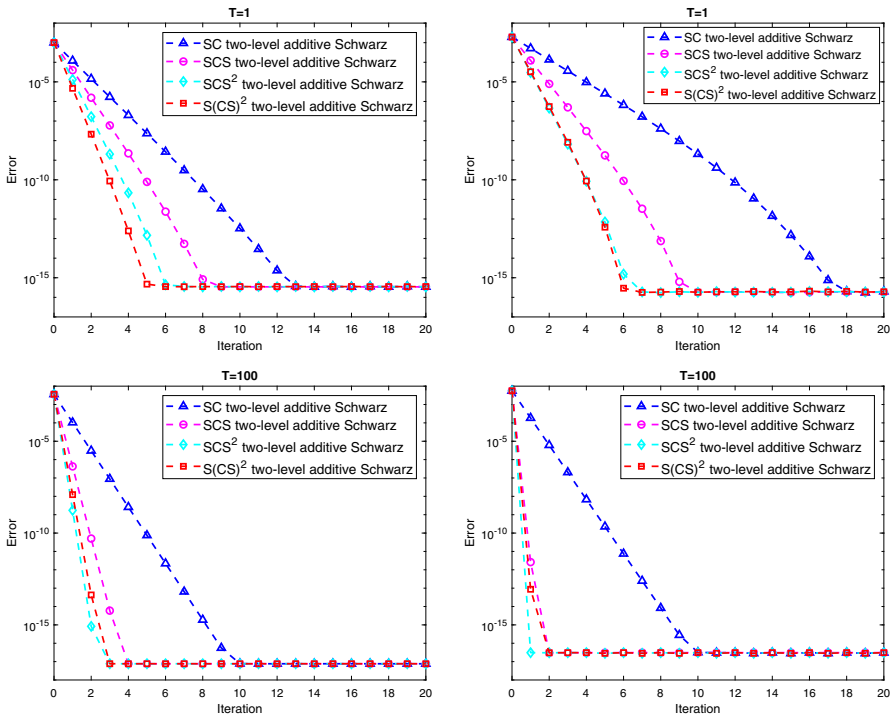 T=1
SC two-level additive Schwarz
SCS two-level additive Schwarz
SCS² two-level additive Schwarz
S(CS)² two-level additive Schwarz
Error
10⁻⁵
10⁻¹⁰
10⁻¹⁵
0 2 4 6 8 10 12 14 16 18 20
Iteration
T=1
SC two-level additive Schwarz
SCS two-level additive Schwarz
SCS² two-level additive Schwarz
S(CS)² two-level additive Schwarz
Error
10⁻⁵
10⁻¹⁰
10⁻¹⁵
0 2 4 6 8 10 12 14 16 18 20
Iteration
T=100
SC two-level additive Schwarz
SCS two-level additive Schwarz
SCS² two-level additive Schwarz
S(CS)² two-level additive Schwarz
Error
10⁻⁵
10⁻¹⁰
10⁻¹⁵
0 2 4 6 8 10 12 14 16 18 20
Iteration
T=100
SC two-level additive Schwarz
SCS two-level additive Schwarz
SCS² two-level additive Schwarz
S(CS)² two-level additive Schwarz
Error
10⁻⁵
10⁻¹⁰
10⁻¹⁵
0 2 4 6 8 10 12 14 16 18 20
Iteration